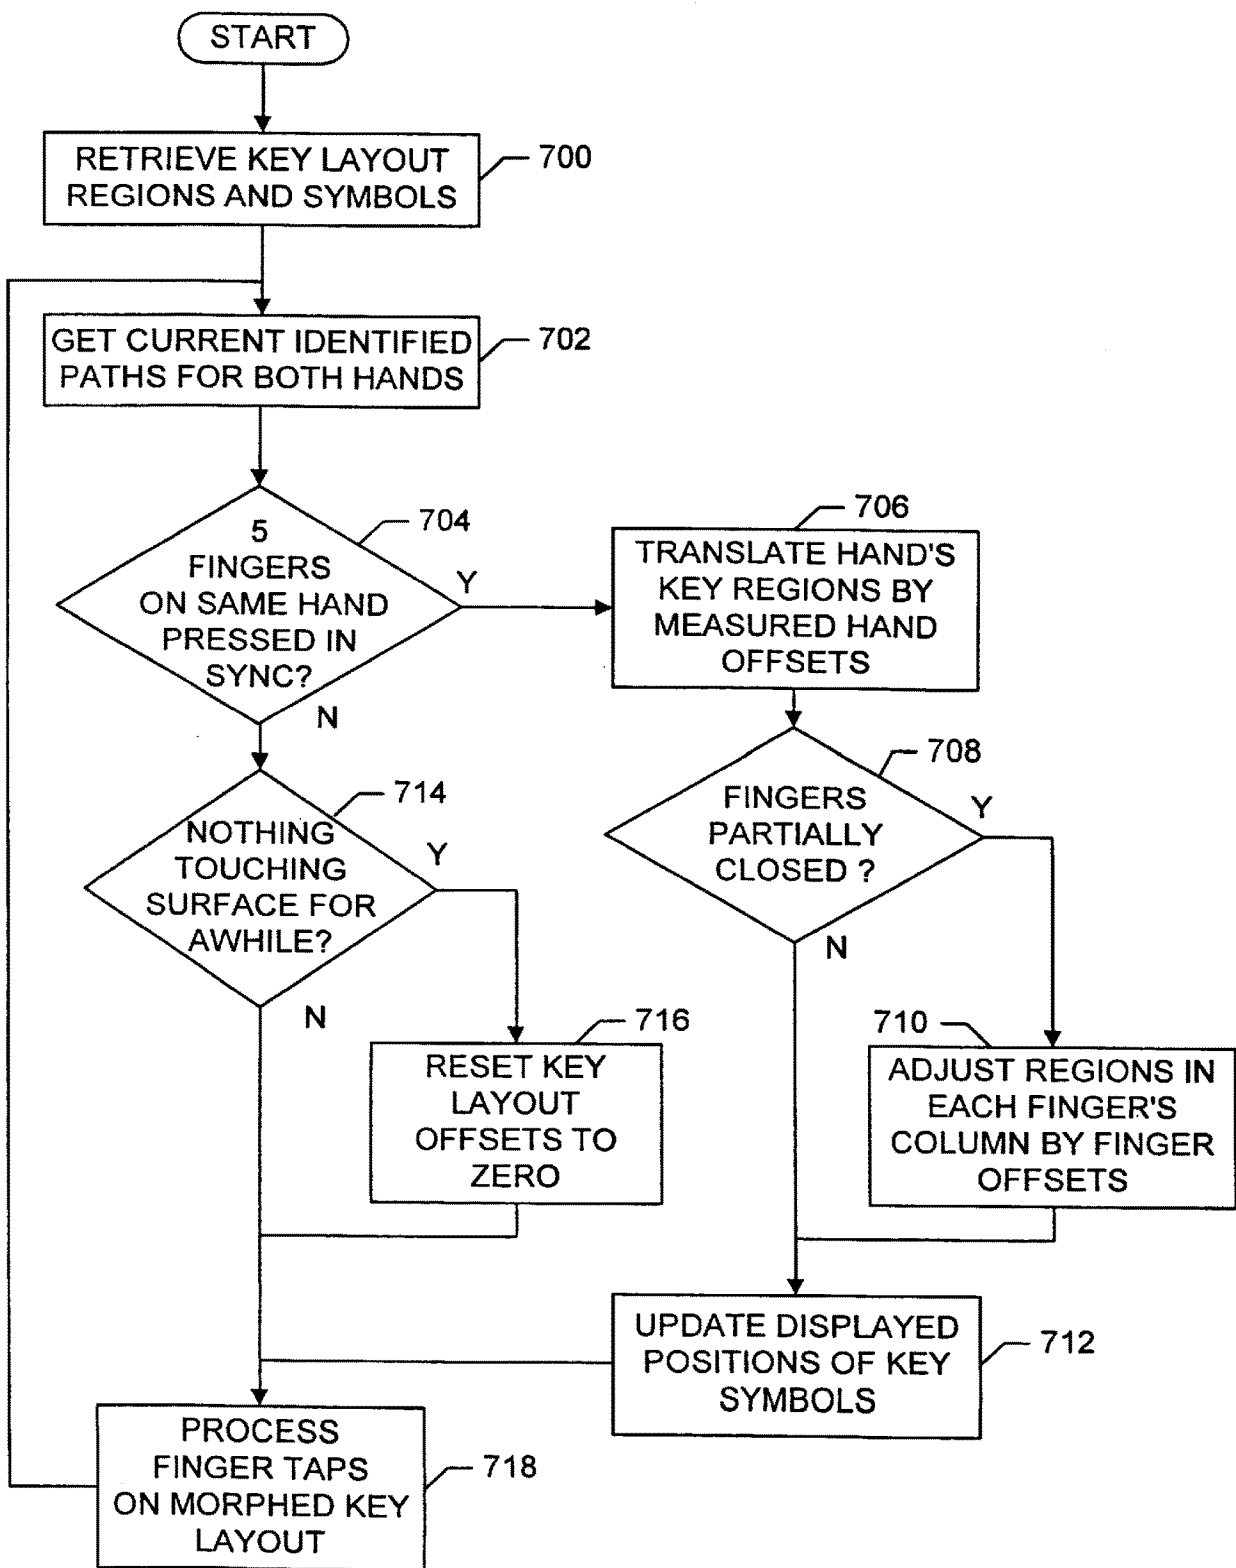 START
RETRIEVE KEY LAYOUT
REGIONS AND SYMBOLS
700
GET CURRENT IDENTIFIED
PATHS FOR BOTH HANDS
702
5
FINGERS
ON SAME HAND
PRESSED IN
SYNC?
704
Y
N
706
TRANSLATE HAND'S
KEY REGIONS BY
MEASURED HAND
OFFSETS
FINGERS
PARTIALLY
CLOSED ?
708
Y
N
710
ADJUST REGIONS IN
EACH FINGER'S
COLUMN BY FINGER
OFFSETS
NOTHING
TOUCHING
SURFACE FOR
AWHILE?
714
Y
N
716
RESET KEY
LAYOUT
OFFSETS TO
ZERO
UPDATE DISPLAYED
POSITIONS OF KEY
SYMBOLS
712
PROCESS
FINGER TAPS
ON MORPHED KEY
LAYOUT
718